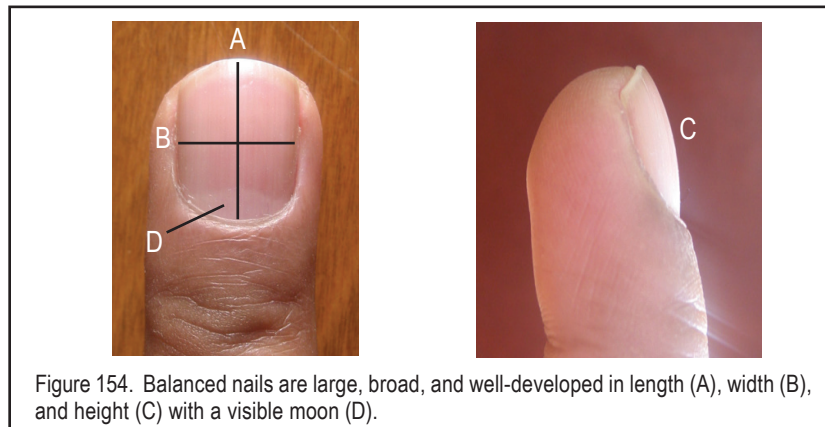 A
B
C
D
Figure 154. Balanced nails are large, broad, and well-developed in length (A), width (B),
and height (C) with a visible moon (D).